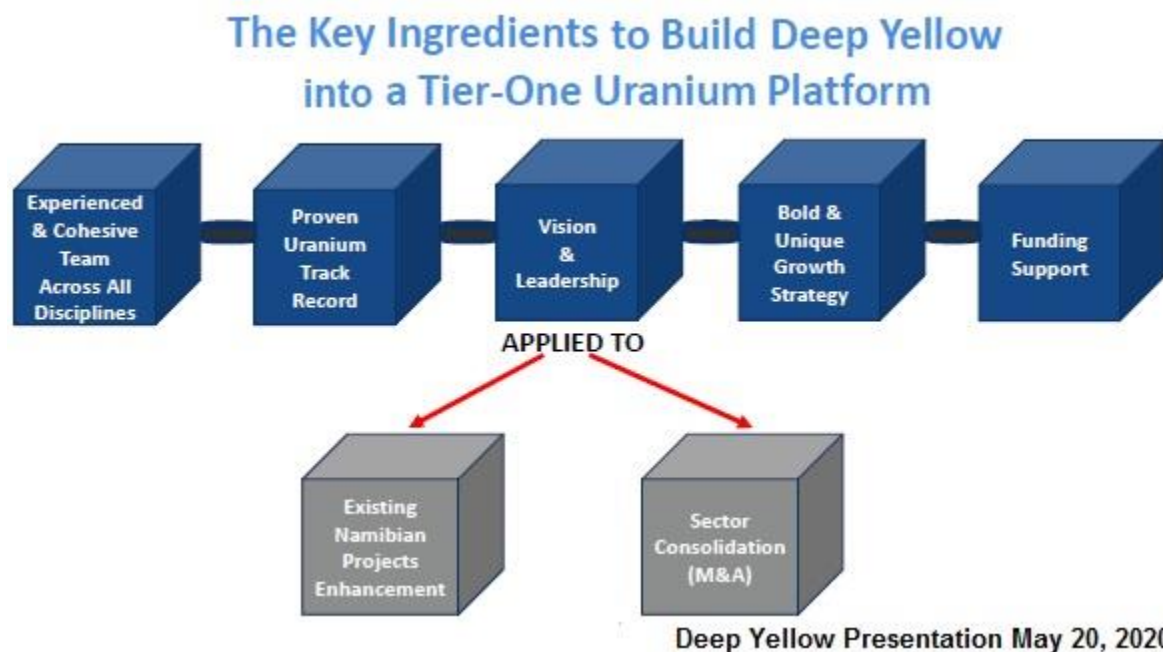 The Key Ingredients to Build Deep Yellow
into a Tier-One Uranium Platform
Experienced
& Cohesive
Team
Across All
Disciplines
Proven
Uranium
Track
Record
Vision
&
Leadership
Bold &
Unique
Growth
Strategy
Funding
Support
APPLIED TO
Existing
Namibian
Projects
Enhancement
Sector
Consolidation
(M&A)
Deep Yellow Presentation May 20, 2020